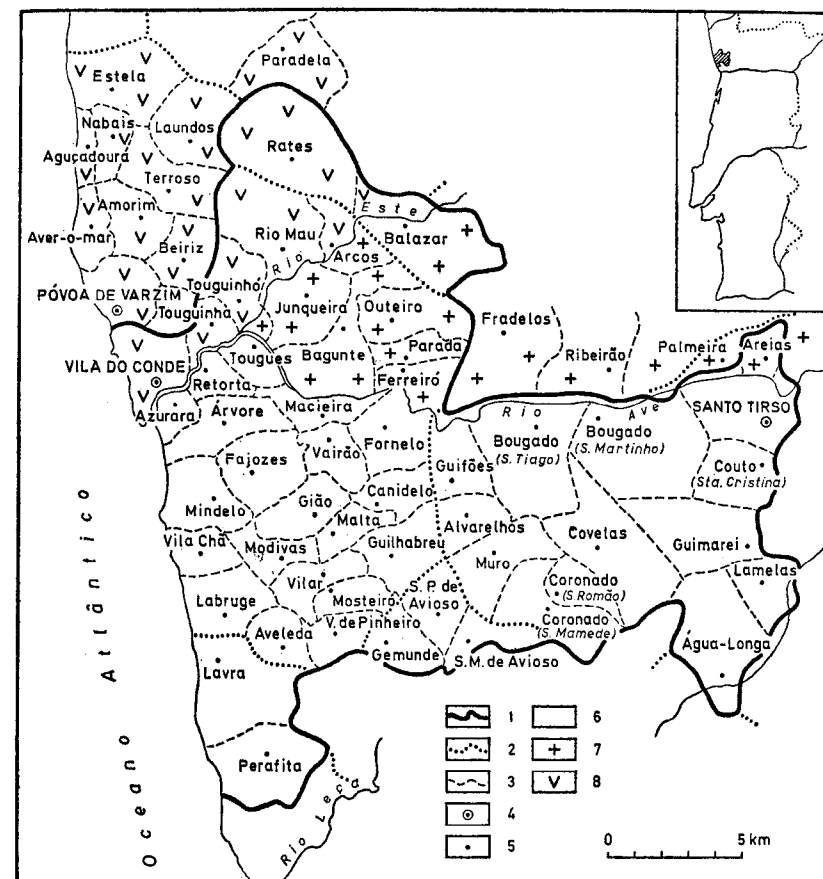 Paradela
Estela
Nabais
Laundos
Aguçadoura
Rates
Terroso
Amorim
Aver-o-mar
Beiriz
Rio Mau
Arcos
Rio Este
Balazar
PÓVOA DE VARZIM
Touguinhó
Touguinha
Junqueira
Outeiro
Fradelos
Parada
Ribeirão
Palmeira
Areias
VILA DO CONDE
Tougues
Bagunte
Ferreiró
Retorta
Azurara
Árvore
Macieira
Rio Ave
SANTO TIRSO
Vairão
Fornelo
Bougado
(S. Tiago)
Bougado
(S. Martinho)
Fajozes
Guifões
Couto
(Sta. Cristina)
Canidelo
Mindelo
Gião
Malta
Alvarelhos
Covelas
Vila Chã
Modivas
Guilhabreu
Muro
Guimarei
Lamelas
Vilar
Mosteiró
S. P. de
Avioso
Coronado
(S. Romão)
Labruge
Aveleda
V. de Pinheiro
Coronado
(S. Mamede)
Lavra
Gemunde
S.M. de Avioso
Água-Longa
Perafita
Oceano Atlântico
Rio Leça
1
2
3
4
5
6
7
8
0 5 km